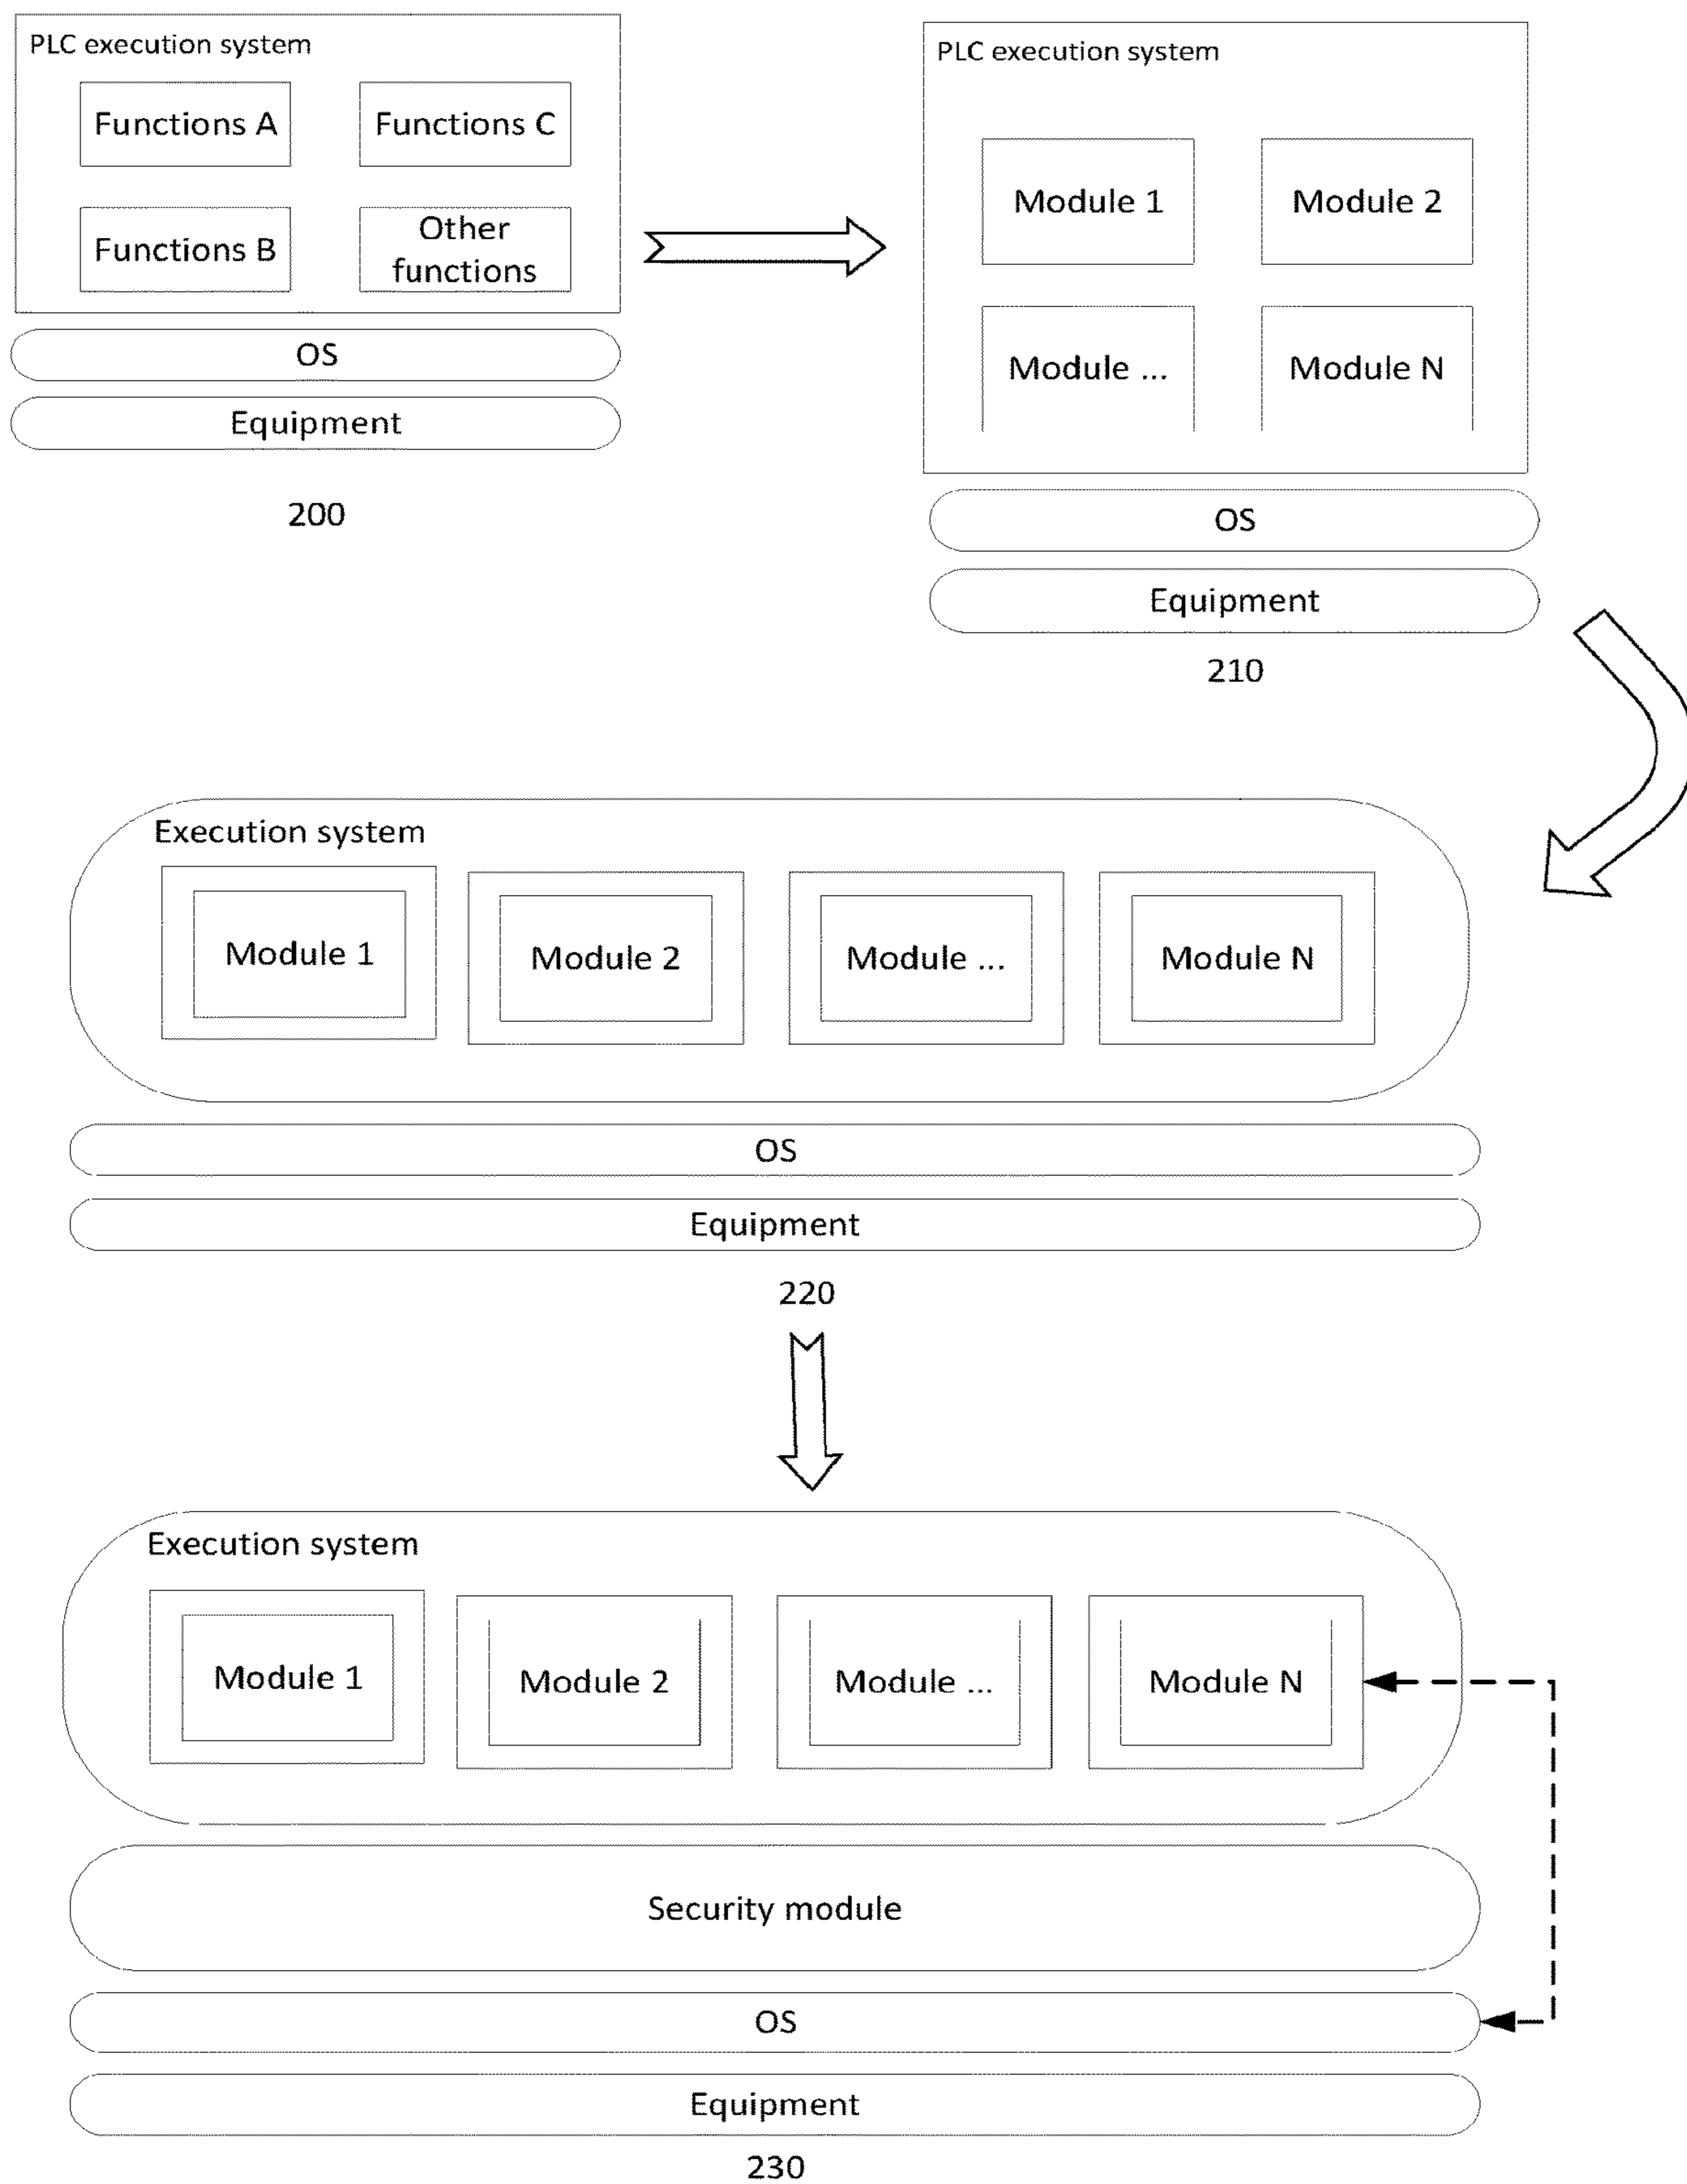 PLC execution system
Functions A
Functions C
Functions B
Other
functions
OS
Equipment
200
PLC execution system
Module 1
Module 2
Module ...
Module N
OS
Equipment
210
Execution system
Module 1
Module 2
Module ...
Module N
OS
Equipment
220
Execution system
Module 1
Module 2
Module ...
Module N
Security module
OS
Equipment
230